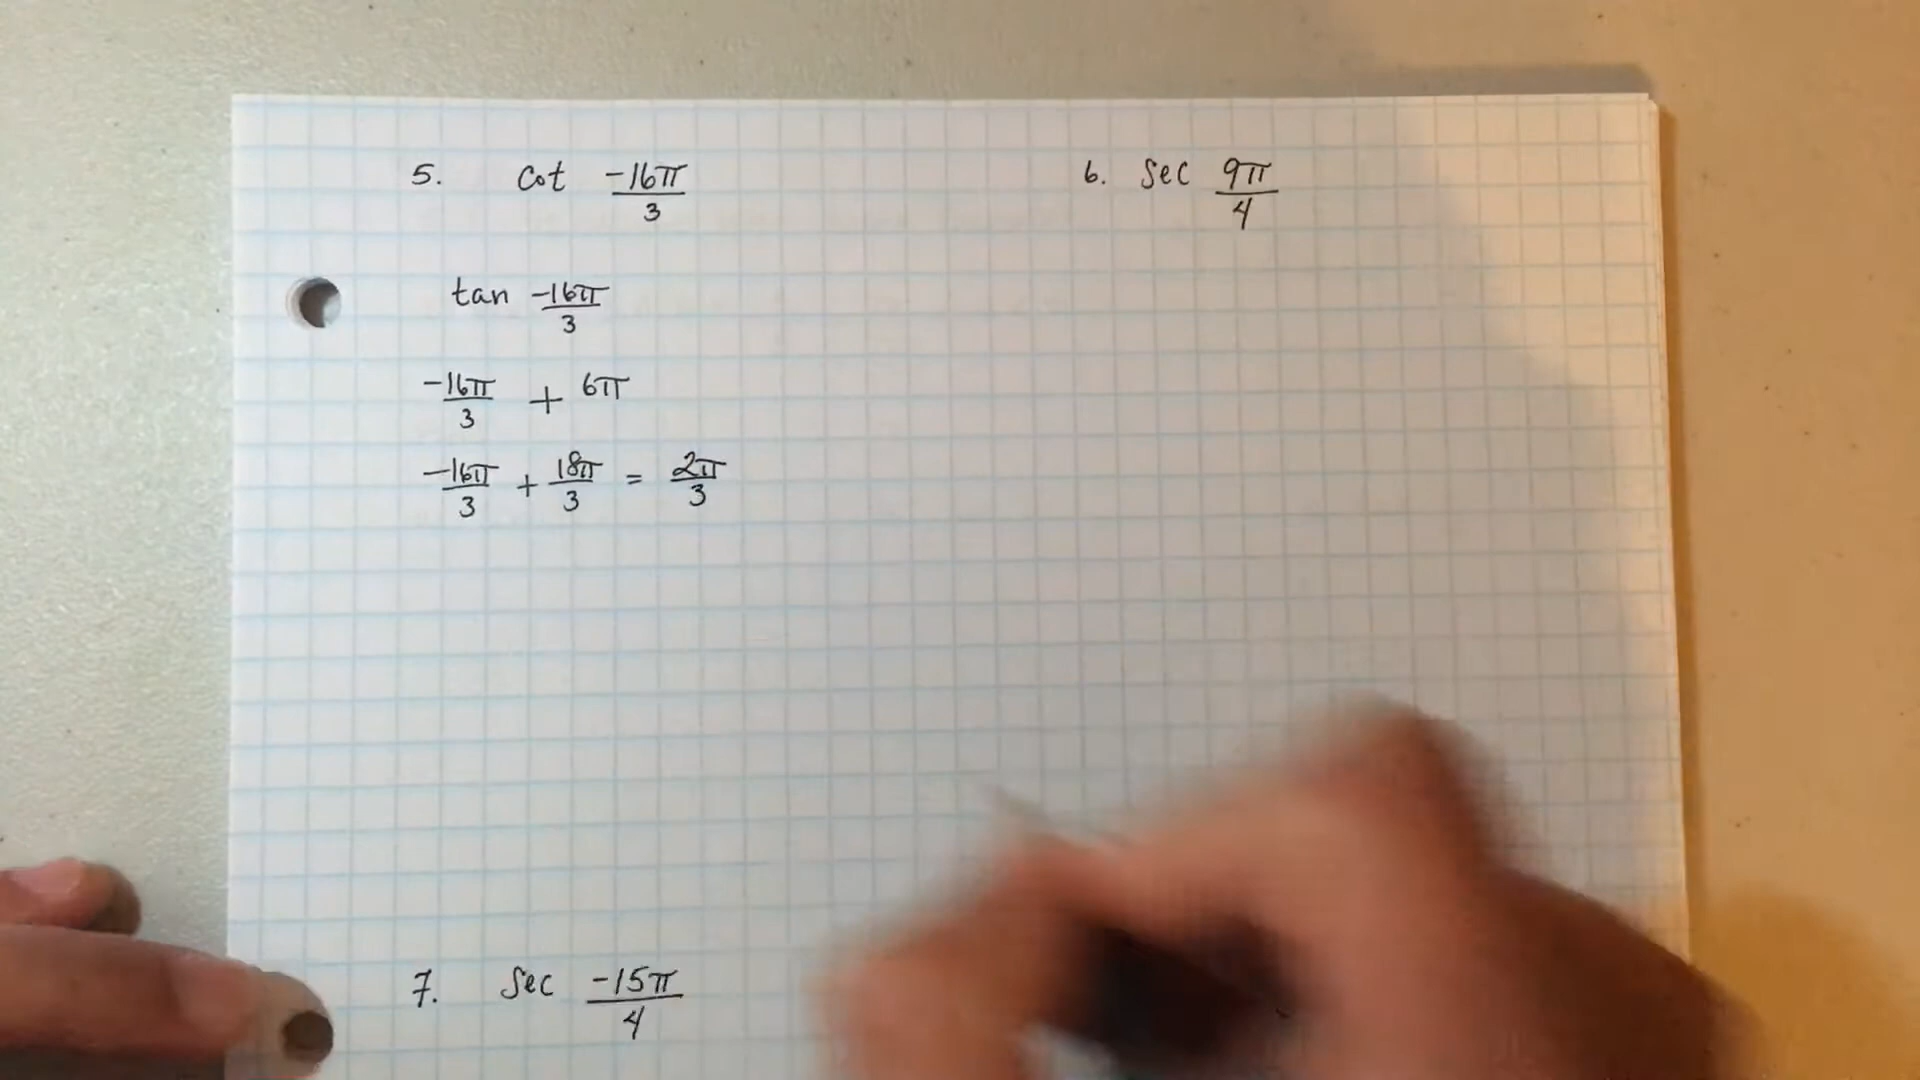 5. cot -16π/3
6. sec 9π/4
tan -16π/3
-16π/3 + 6π
-16π/3 + 18π/3 = 2π/3
7. sec -15π/4